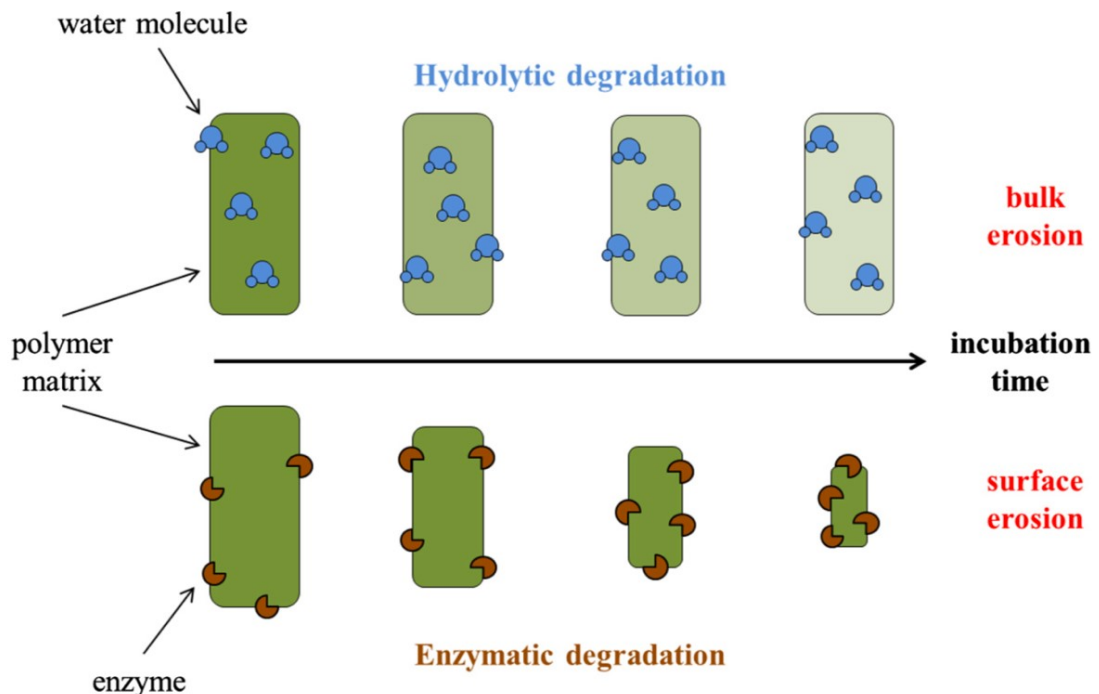 water molecule
Hydrolytic degradation
bulk
erosion
polymer
matrix
incubation
time
surface
erosion
Enzymatic degradation
enzyme